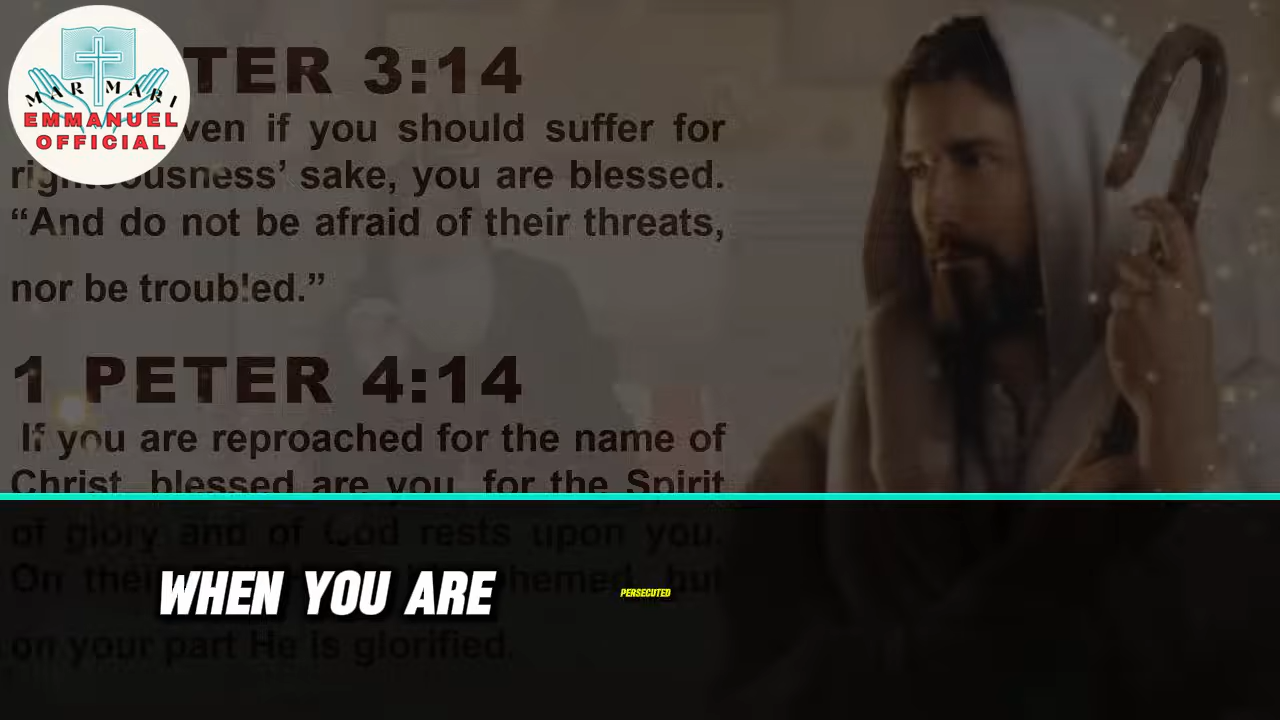 MAR MARI
EMMANUEL
OFFICIAL
TER 3:14
ven if you should suffer for
righteousness’ sake, you are blessed.
“And do not be afraid of their threats,
nor be troubled.”
1 PETER 4:14
If you are reproached for the name of
Christ, blessed are you, for the Spirit
of glory and of God rests upon you.
On their hemed, but
on your part He is glorified.
WHEN YOU ARE PERSECUTED